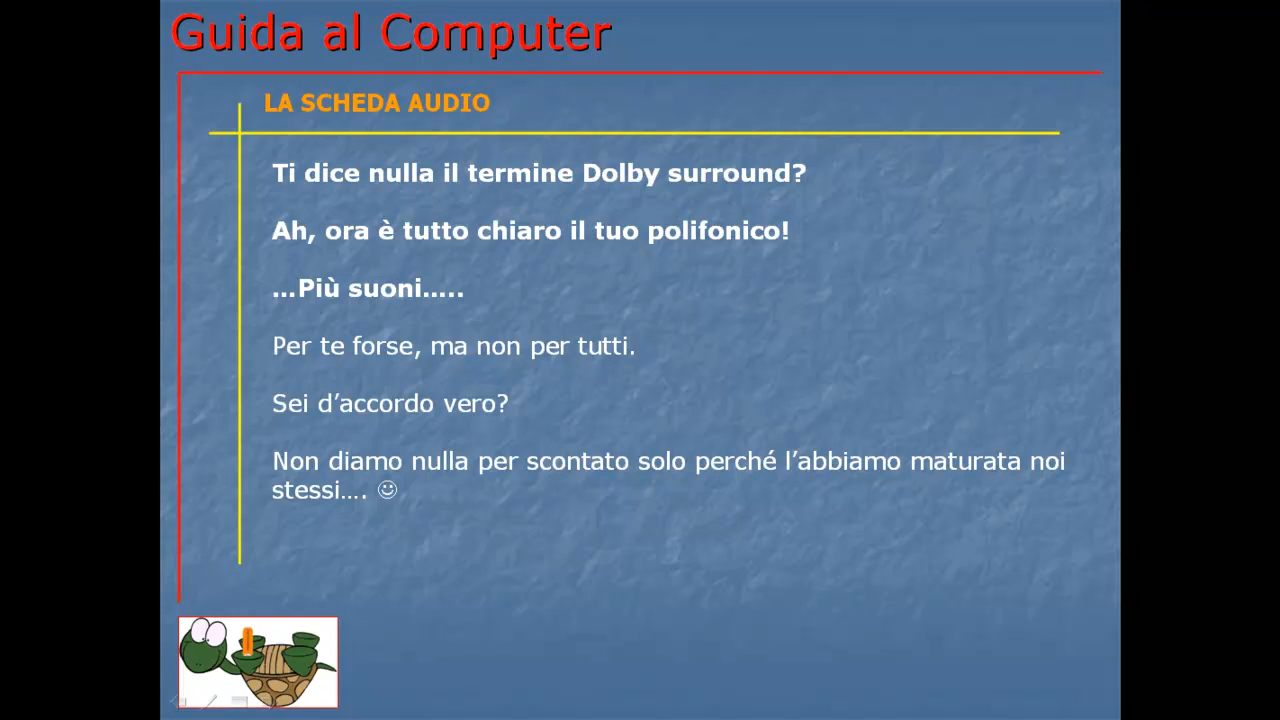 Guida al Computer
LA SCHEDA AUDIO
Ti dice nulla il termine Dolby surround?
Ah, ora è tutto chiaro il tuo polifonico!
…Più suoni…..
Per te forse, ma non per tutti.
Sei d’accordo vero?
Non diamo nulla per scontato solo perché l’abbiamo maturata noi
stessi…. ☺